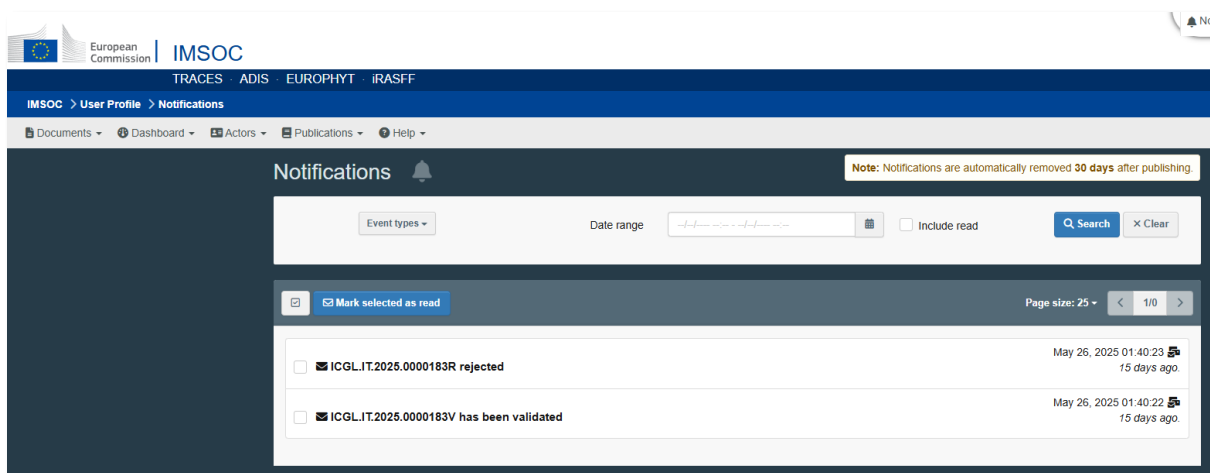 No
European
Commission
IMSOC
TRACES · ADIS · EUROPHYT · iRASFF
IMSOC > User Profile > Notifications
Documents Dashboard Actors Publications Help
Notifications
Note: Notifications are automatically removed 30 days after publishing.
Event types Date range --/--/---- --:-- - --/--/---- --:-- Include read Search × Clear
Mark selected as read Page size: 25 < 1/0 >
ICGL.IT.2025.0000183R rejected May 26, 2025 01:40:23
15 days ago.
ICGL.IT.2025.0000183V has been validated May 26, 2025 01:40:22
15 days ago.